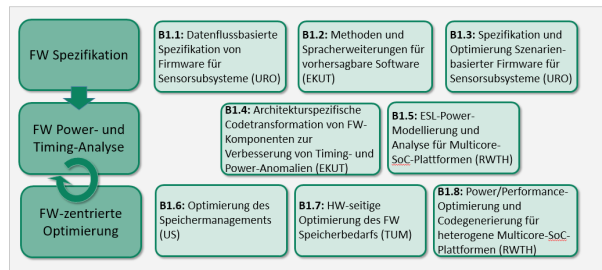 FW Spezifikation
B1.1: Datenflussbasierte
Spezifikation von
Firmware für
Sensorsubsysteme (URO)
B1.2: Methoden und
Spracherweiterungen für
vorhersagbare Software
(EKUT)
B1.3: Spezifikation und
Optimierung Szenarien-
basierter Firmware für
Sensorsubsysteme (URO)
FW Power- und
Timing-Analyse
B1.4: Architekturspezifische
Codetransformation von FW-
Komponenten zur
Verbesserung von Timing- und
Power-Anomalien (EKUT)
B1.5: ESL-Power-
Modellierung und
Analyse für Multicore-
SoC-Plattformen (RWTH)
FW-zentrierte
Optimierung
B1.6: Optimierung des
Speichermanagements
(US)
B1.7: HW-seitige
Optimierung des FW
Speicherbedarfs (TUM)
B1.8: Power/Performance-
Optimierung und
Codegenerierung für
heterogene Multicore-SoC-
Plattformen (RWTH)